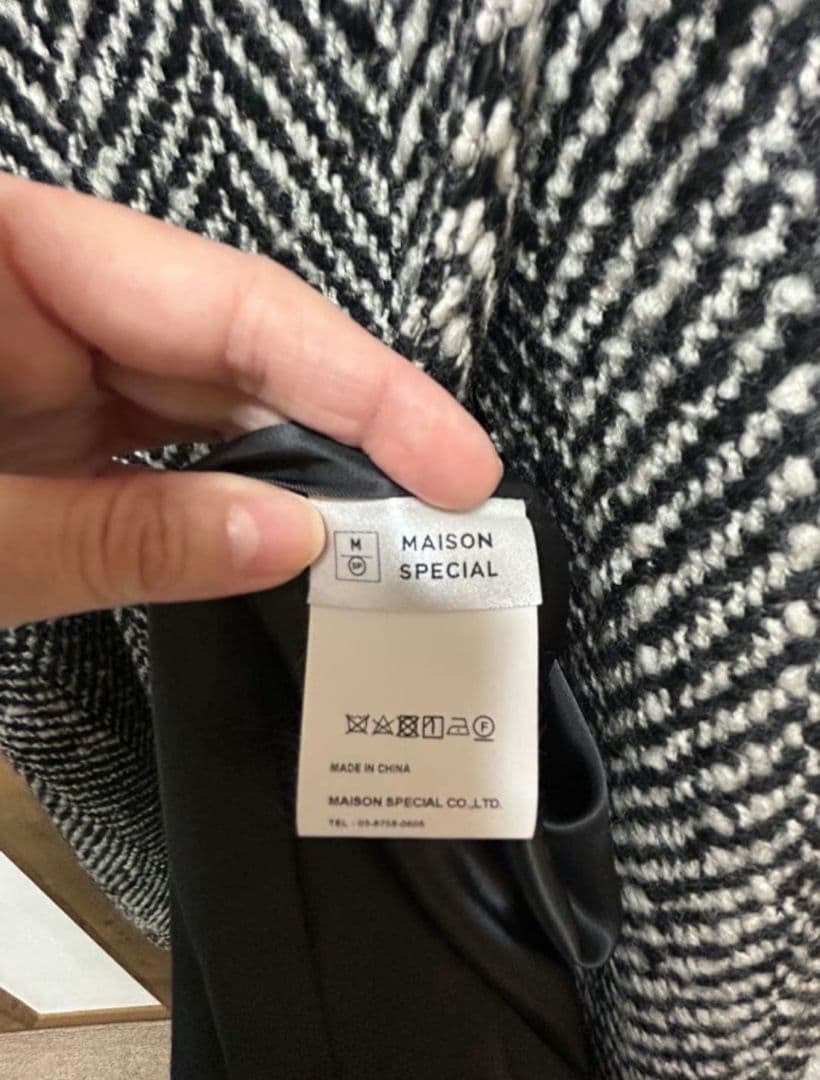 M
SP
MAISON
SPECIAL
F
MADE IN CHINA
MAISON SPECIAL CO.,LTD.
TEL : 03-6758-0605